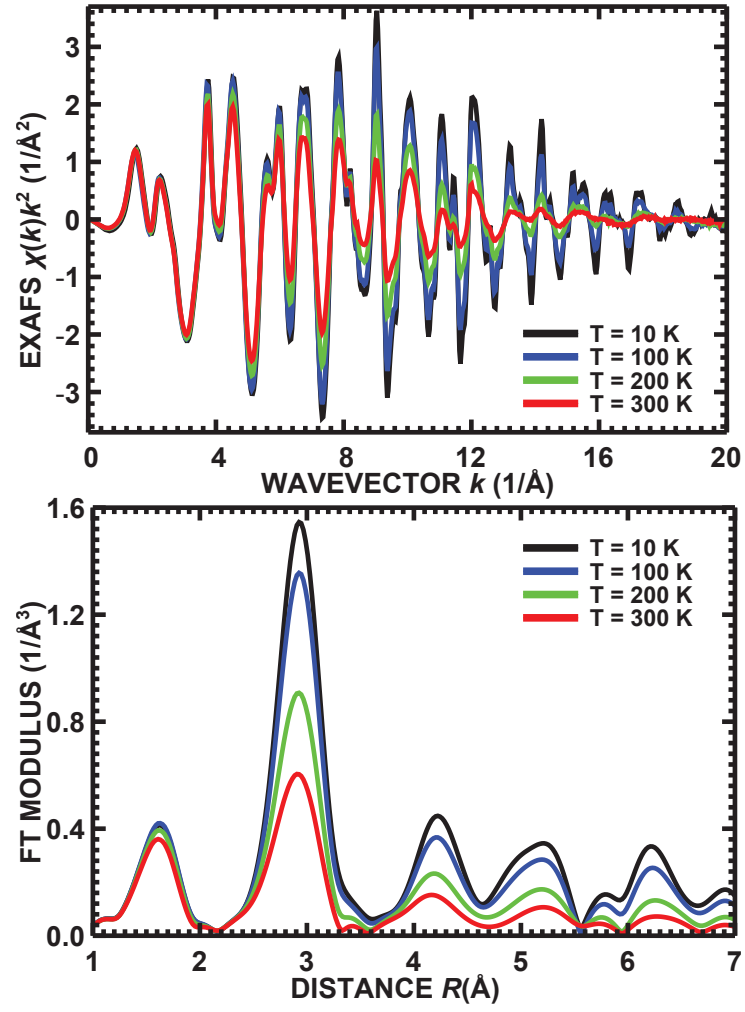 EXAFS χ(k)k² (1/Å²)
3
2
1
0
-1
-2
-3
T = 10 K
T = 100 K
T = 200 K
T = 300 K
0 4 8 12 16 20
WAVEVECTOR k (1/Å)
FT MODULUS (1/Å³)
1.6
1.2
0.8
0.4
0.0
T = 10 K
T = 100 K
T = 200 K
T = 300 K
1 2 3 4 5 6 7
DISTANCE R(Å)